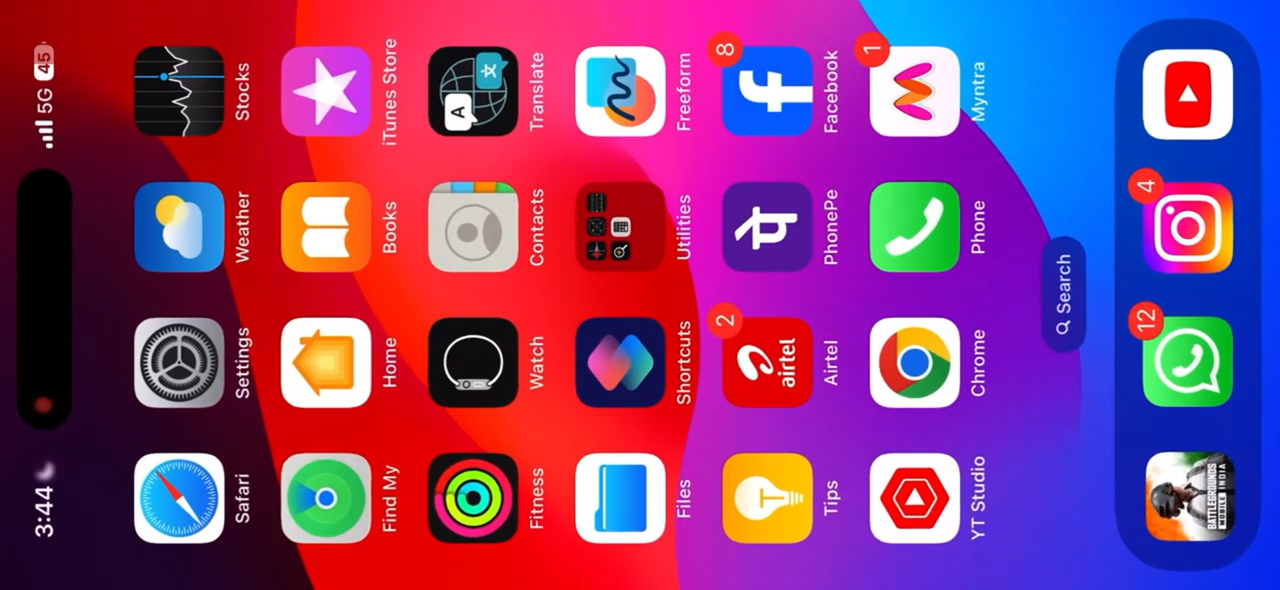 3:44
5G 45
Safari Settings Weather Stocks
A 文
Find My Home Books iTunes Store
Fitness Watch Contacts Translate
Files Shortcuts Utilities Freeform
2
8
airtel
Tips Airtel PhonePe Facebook
1
YT Studio Chrome Phone Myntra
Search
12
4
BATTLEGROUNDS
MOBILE INDIA